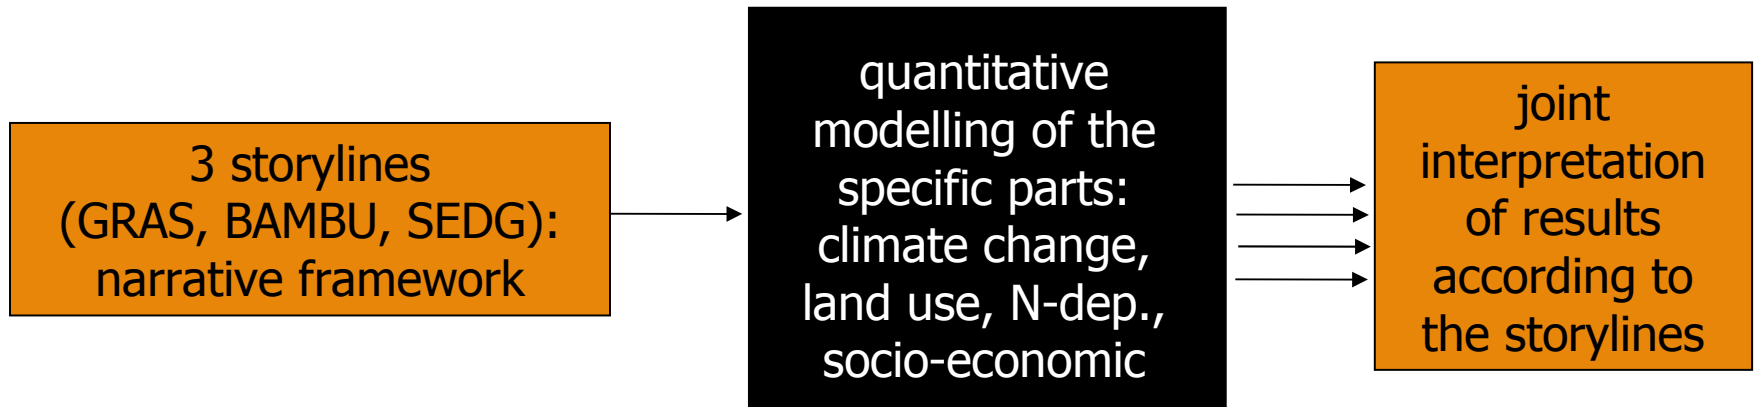 3 storylines
(GRAS, BAMBU, SEDG):
narrative framework
quantitative
modelling of the
specific parts:
climate change,
land use, N-dep.,
socio-economic
joint
interpretation
of results
according to
the storylines